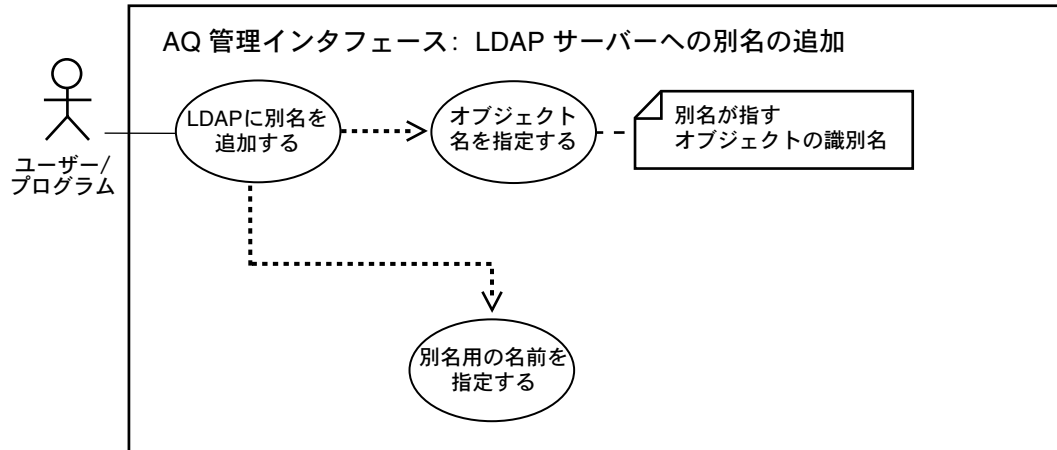 AQ 管理インタフェース: LDAP サーバーへの別名の追加
ユーザー/
プログラム
LDAPに別名を
追加する
オブジェクト
名を指定する
別名が指す
オブジェクトの識別名
別名用の名前を
指定する